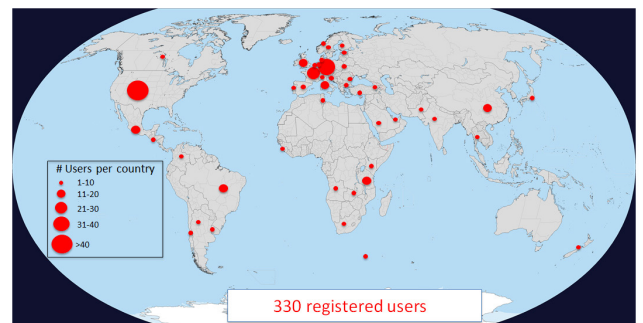 # Users per country
1-10
11-20
21-30
31-40
>40
330 registered users